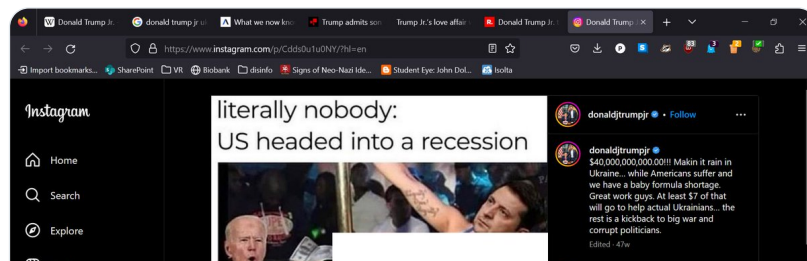 Donald Trump Jr.
donald trump jr uk
What we now kno
Trump admits son
Trump Jr.'s love affair
Donald Trump Jr. t
Donald Trump J
https://www.instagram.com/p/Cdds0u1u0NY/?hl=en
83
Import bookmarks... SharePoint VR Biobank disinfo Signs of Neo-Nazi Ide... Student Eye: John Dol... Isolta
Instagram
Home
Search
Explore
literally nobody:
US headed into a recession
donaldjtrumpjr • Follow
donaldjtrumpjr
$40,000,000,000.00!!! Makin it rain in
Ukraine... while Americans suffer and
we have a baby formula shortage.
Great work guys. At least $7 of that
will go to help actual Ukrainians... the
rest is a kickback to big war and
corrupt politicians.
Edited · 47w